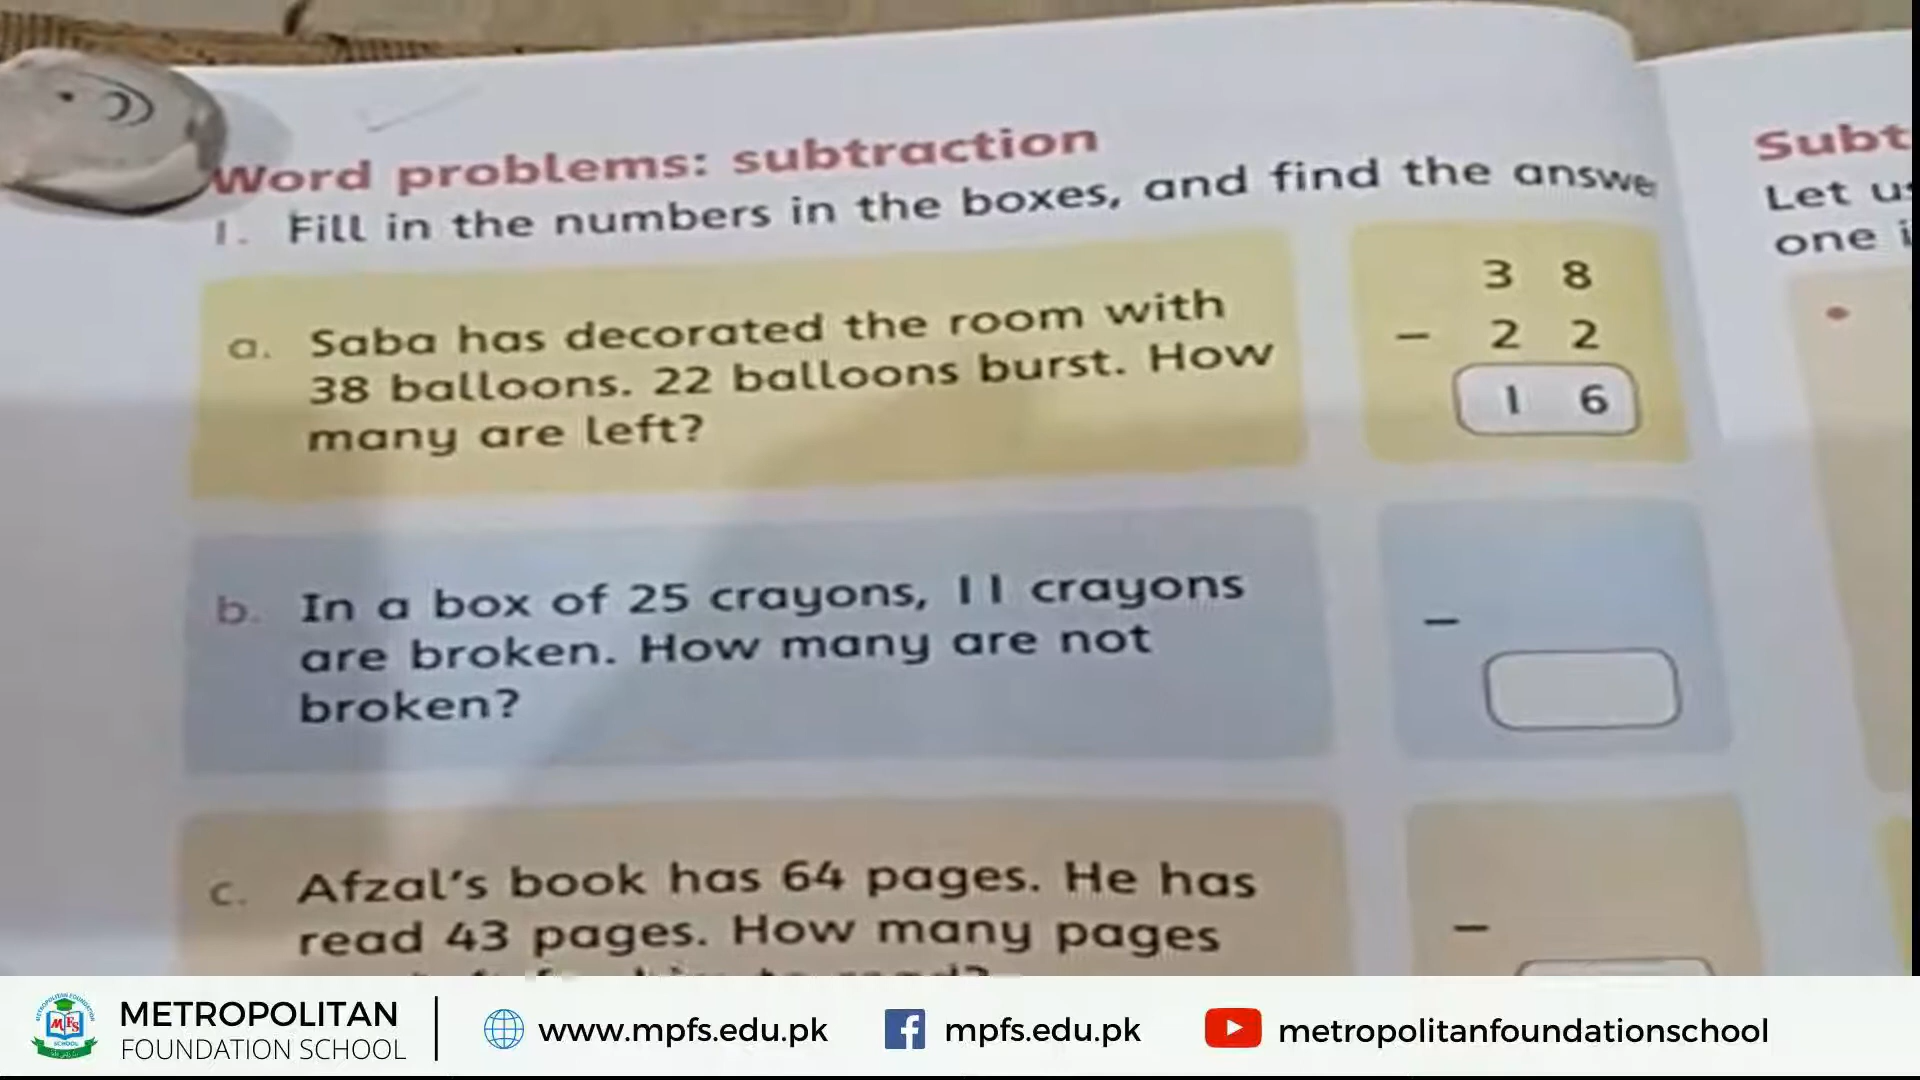 Word problems: subtraction
1. Fill in the numbers in the boxes, and find the answe
a. Saba has decorated the room with
38 balloons. 22 balloons burst. How
many are left?
3 8
– 2 2
1 6
b. In a box of 25 crayons, 11 crayons
are broken. How many are not
broken?
–
c. Afzal's book has 64 pages. He has
read 43 pages. How many pages
–
Subt
Let us
one i
METROPOLITAN
FOUNDATION SCHOOL
www.mpfs.edu.pk
mpfs.edu.pk
metropolitanfoundationschool
MFS
SCHOOL